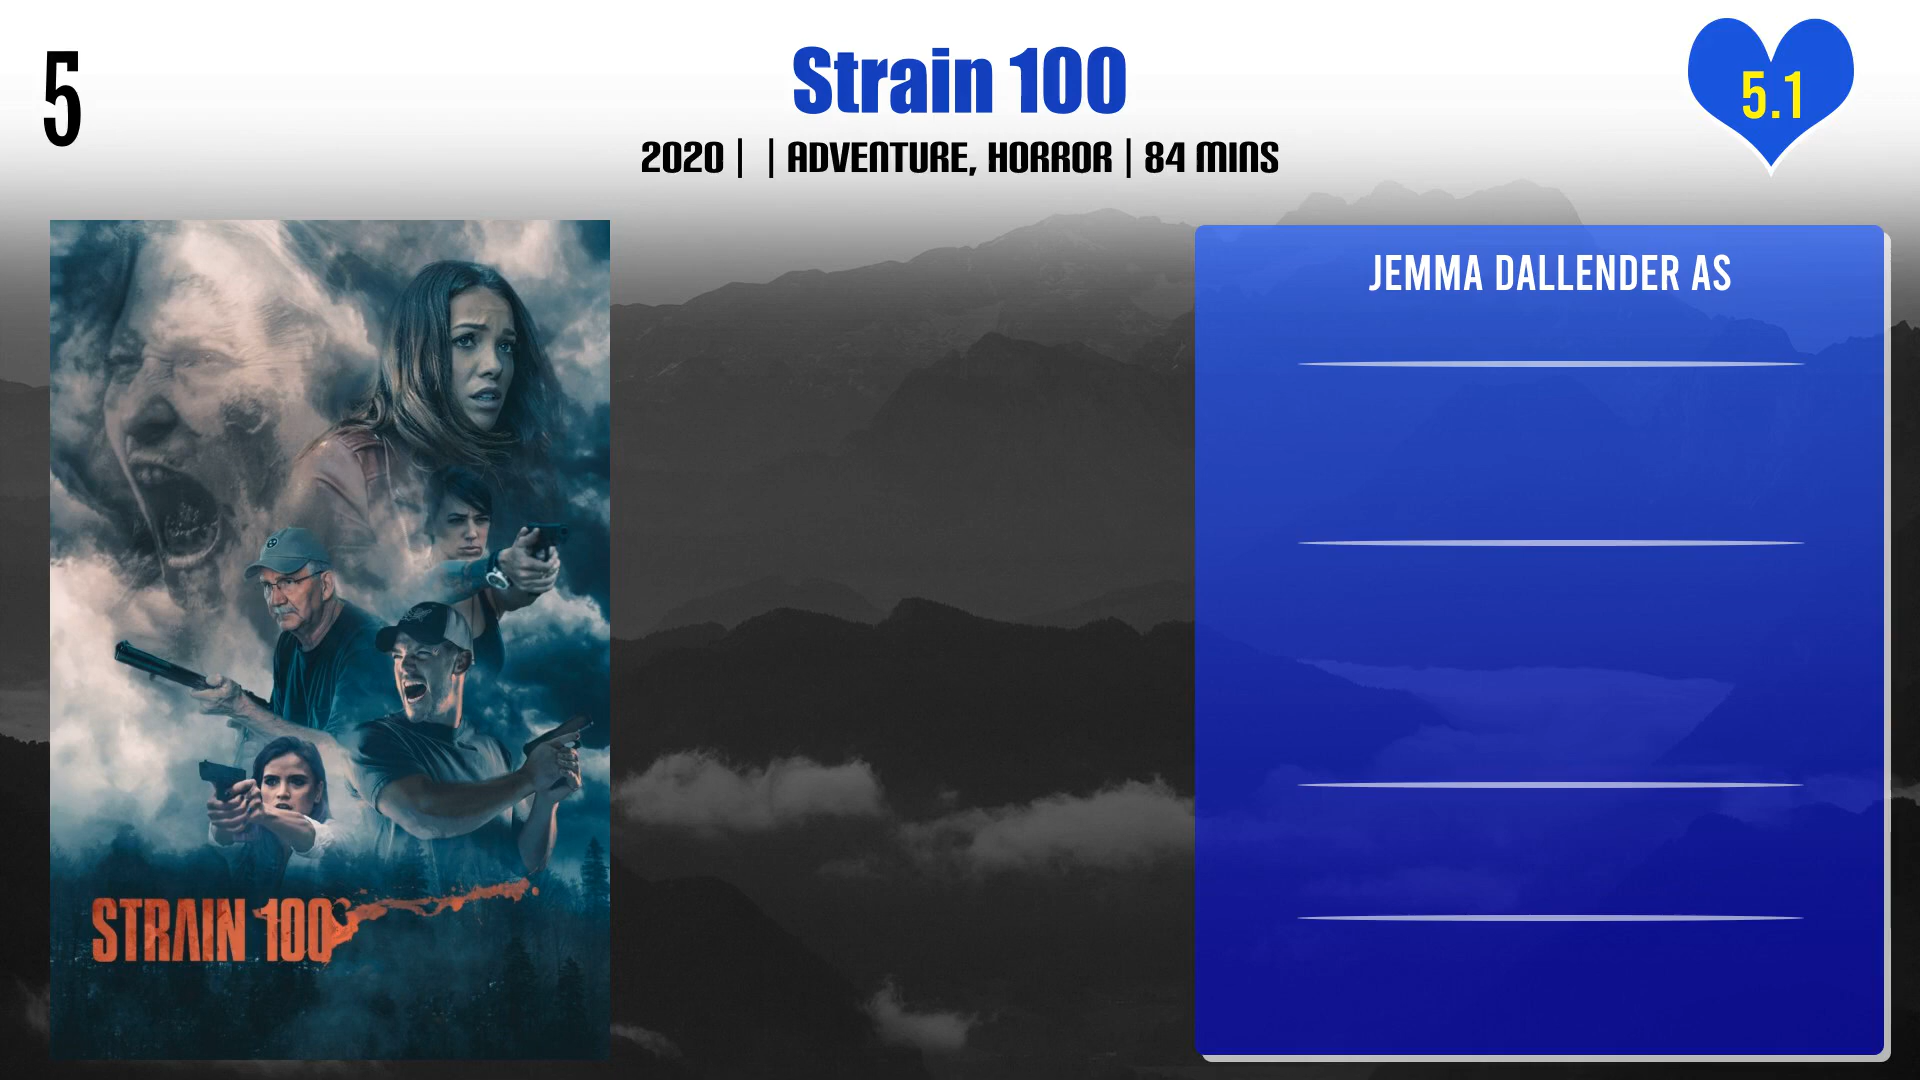 5
Strain 100
5.1
2020 | | ADVENTURE, HORROR | 84 MINS
JEMMA DALLENDER AS
STRAIN 100